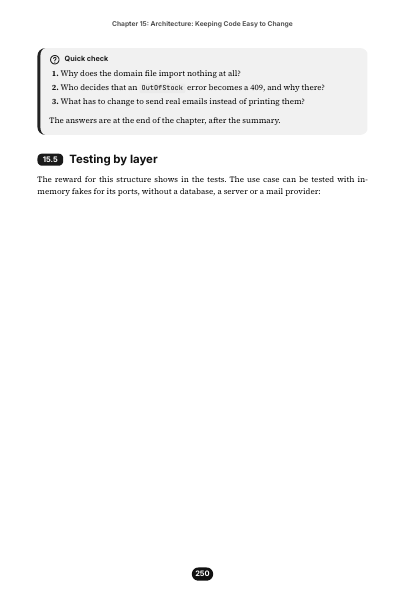 Chapter 15: Architecture: Keeping Code Easy to Change
Quick check
1. Why does the domain file import nothing at all?
2. Who decides that an OutOfStock error becomes a 409, and why there?
3. What has to change to send real emails instead of printing them?
The answers are at the end of the chapter, after the summary.
15.5 Testing by layer
The reward for this structure shows in the tests. The use case can be tested with in-
memory fakes for its ports, without a database, a server or a mail provider:
250